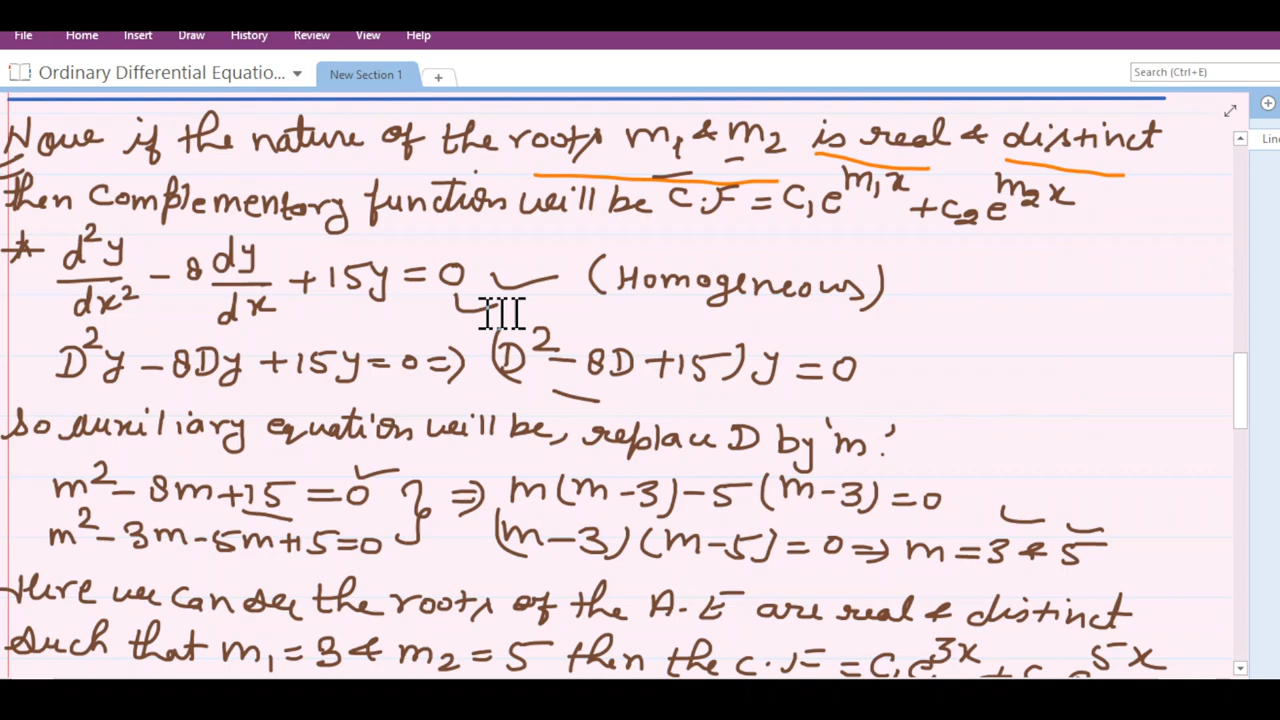 File Home Insert Draw History Review View Help
Ordinary Differential Equatio... New Section 1 + Search (Ctrl+E)
Now if the nature of the roots m₁ & m₂ is real & distinct
then Complementary function will be C.F = C₁e^{m₁x} + C₂e^{m₂x}
d²y/dx² - 8 dy/dx + 15y = 0 (Homogeneous)
D²y - 8Dy + 15y = 0 => (D² - 8D + 15)y = 0
So auxiliary equation will be, replace D by 'm'
m² - 8m + 15 = 0 } => m(m-3) - 5(m-3) = 0
m² - 3m - 5m + 5 = 0 (m-3)(m-5) = 0 => m = 3 & 5
Here we can see the roots of the A.E are real & distinct
Such that m₁ = 3 & m₂ = 5 then the C.F = C₁e^{3x} + C₂e^{5x}